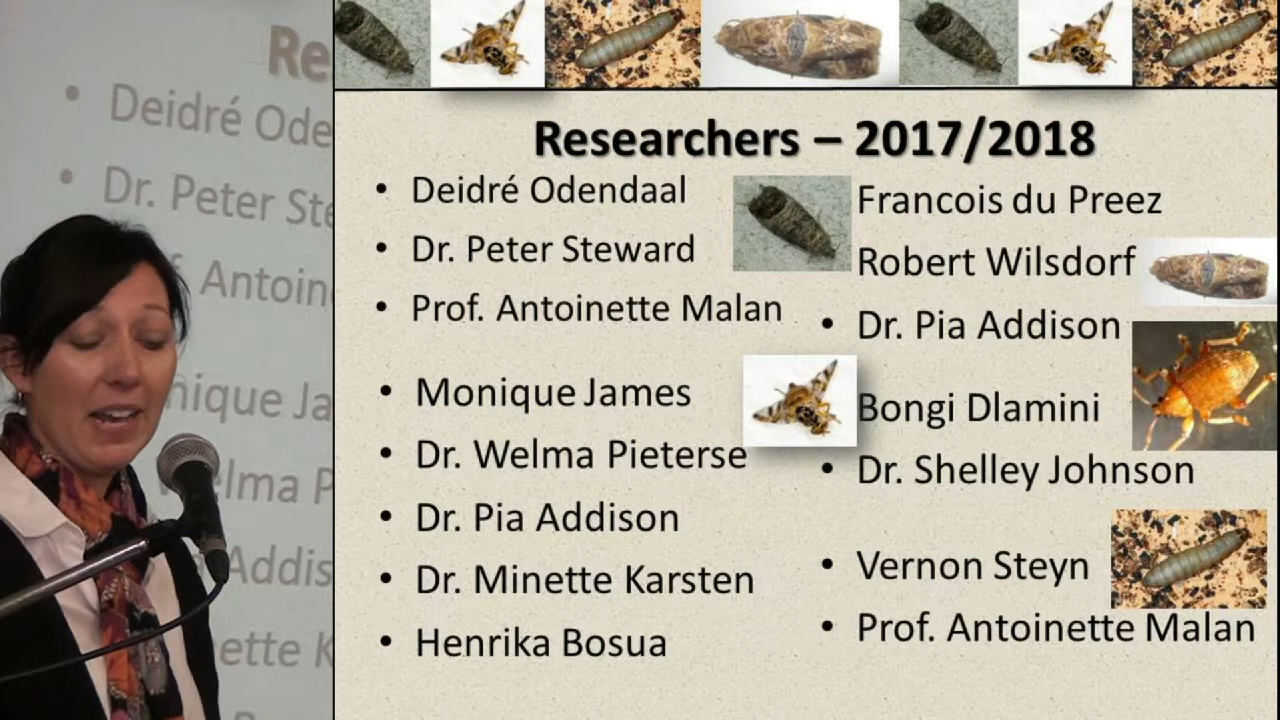 Re
• Deidré Ode
• Dr. Peter Ste
Antoin
nique Ja
elma P
Addis
ette K
Researchers – 2017/2018
• Deidré Odendaal
• Dr. Peter Steward
• Prof. Antoinette Malan
• Monique James
• Dr. Welma Pieterse
• Dr. Pia Addison
• Dr. Minette Karsten
• Henrika Bosua
Francois du Preez
Robert Wilsdorf
• Dr. Pia Addison
Bongi Dlamini
• Dr. Shelley Johnson
• Vernon Steyn
• Prof. Antoinette Malan